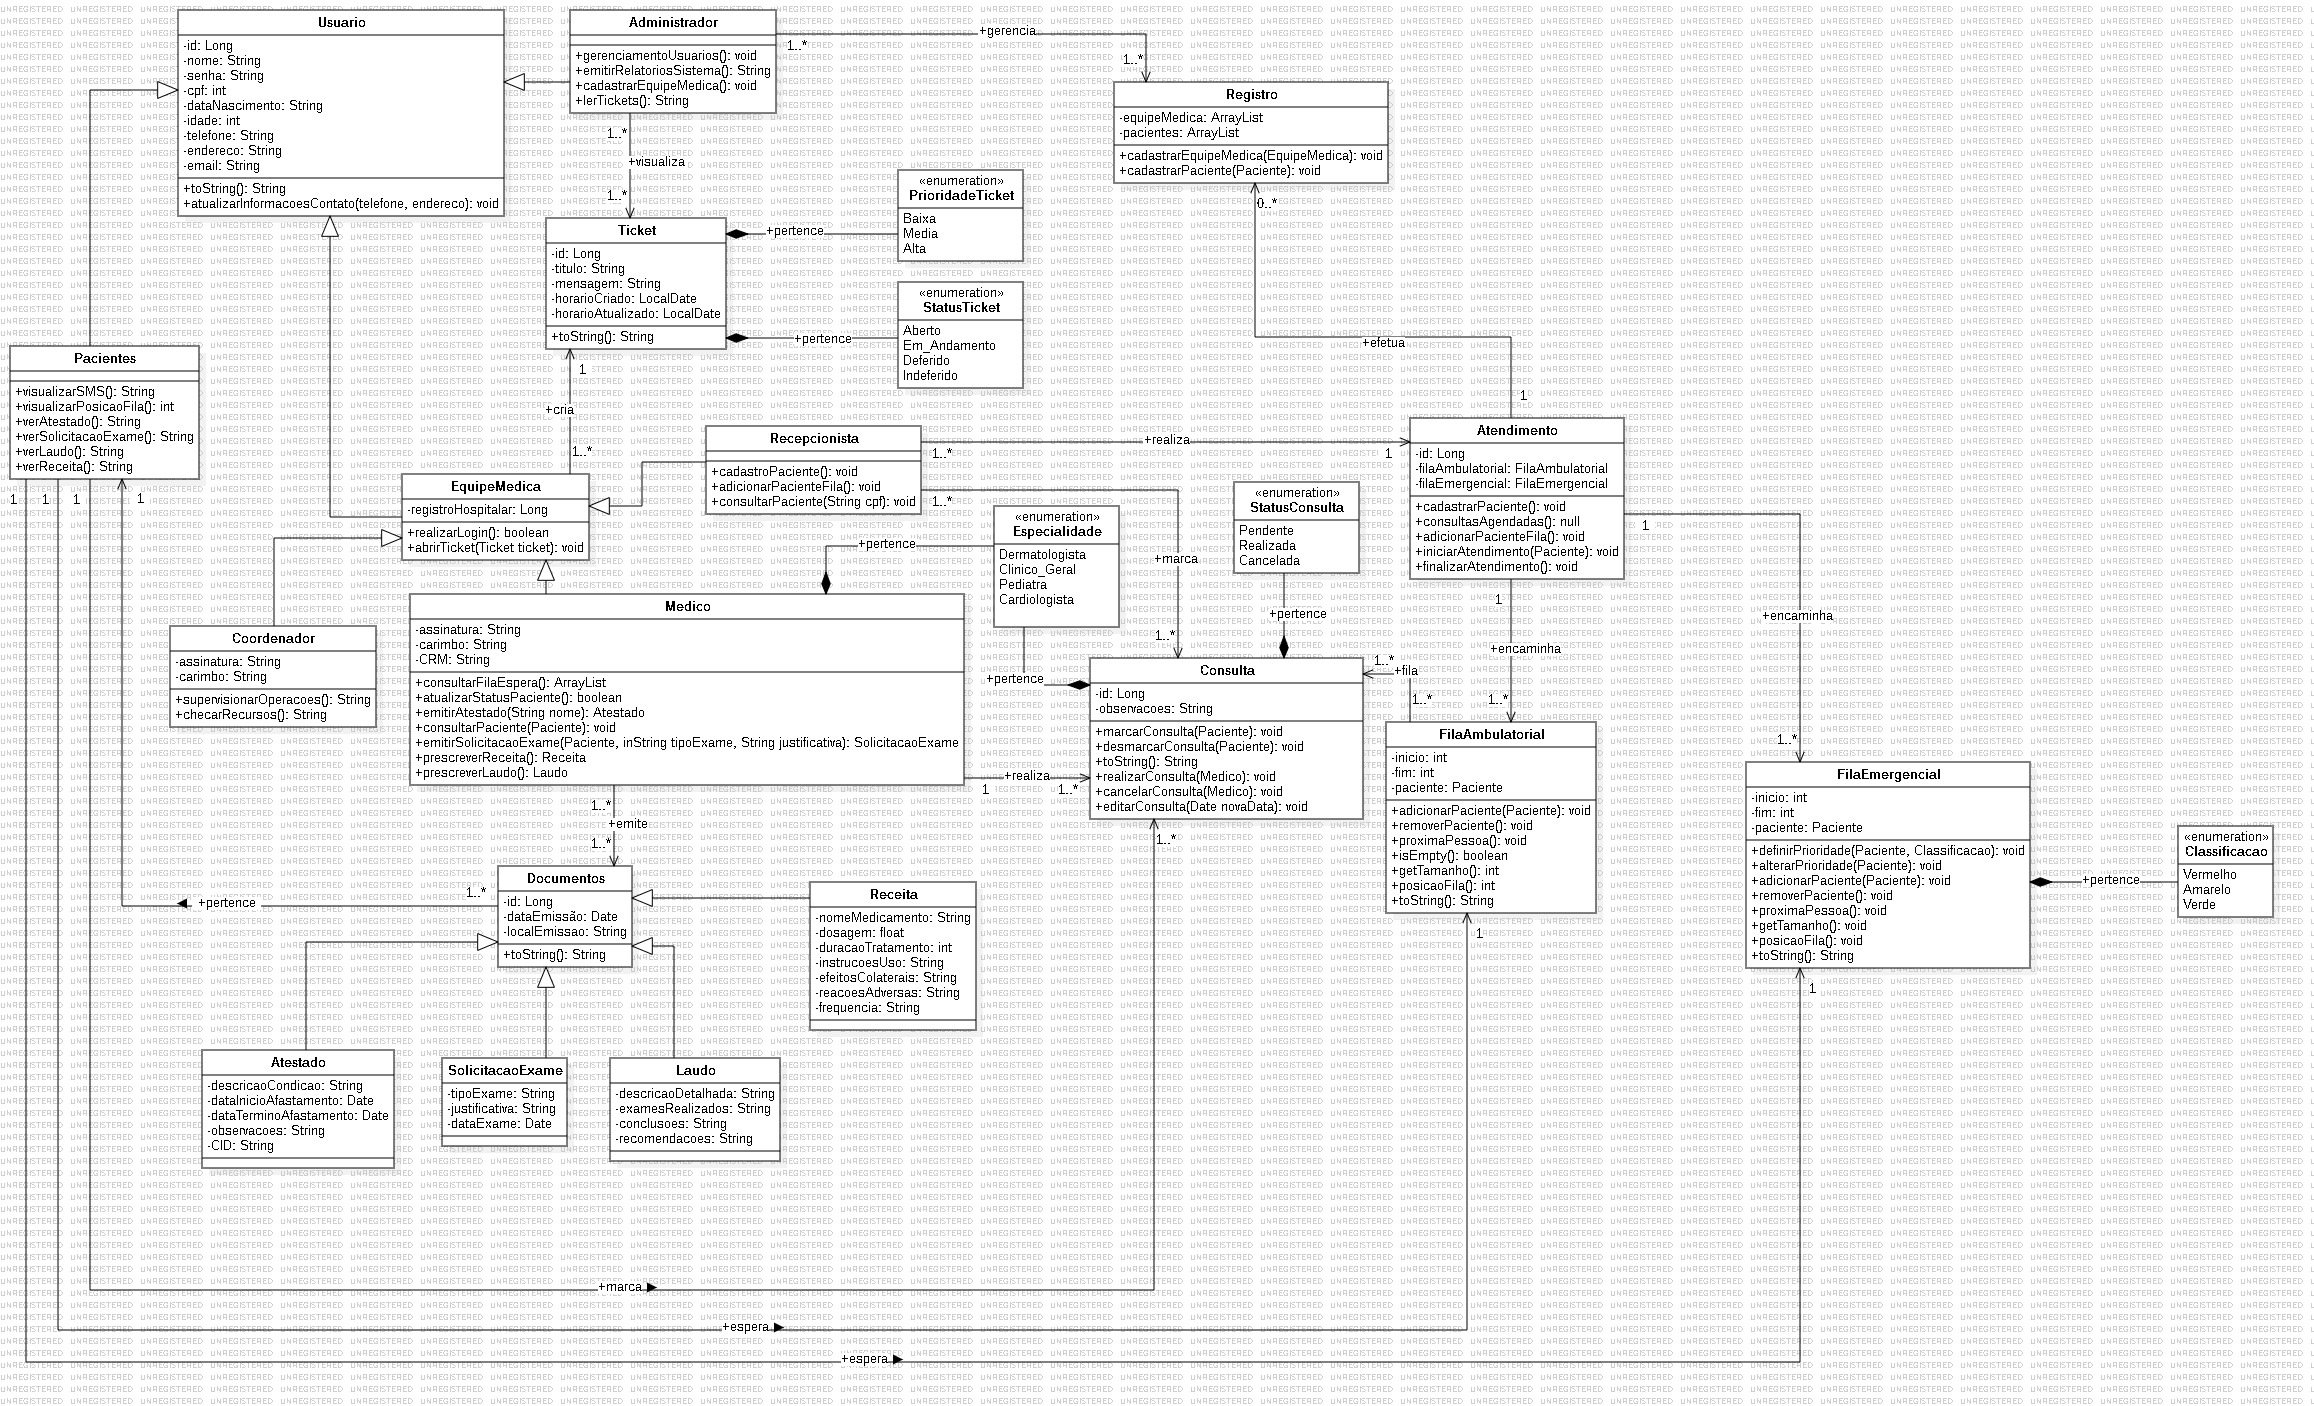 Usuario
-id: Long
-nome: String
-senha: String
-cpf: int
-dataNascimento: String
-idade: int
-telefone: String
-endereco: String
-email: String
+toString(): String
+atualizarInformacoesContato(telefone, endereco): void
Administrador
+gerenciamentoUsuarios(): void
+emitirRelatoriosSistema(): String
+cadastrarEquipeMedica(): void
+lerTickets(): String
1..*
+gerencia
1..*
Registro
-equipeMedica: ArrayList
-pacientes: ArrayList
+cadastrarEquipeMedica(EquipeMedica): void
+cadastrarPaciente(Paciente): void
0..*
1..*
+visualiza
1..*
Ticket
-id: Long
-titulo: String
-mensagem: String
-horarioCriado: LocalDate
-horarioAtualizado: LocalDate
+toString(): String
+pertence
«enumeration»
PrioridadeTicket
Baixa
Media
Alta
+pertence
«enumeration»
StatusTicket
Aberto
Em_Andamento
Deferido
Indeferido
+efetua
1
Pacientes
+visualizarSMS(): String
+visualizarPosicaoFila(): int
+verAtestado(): String
+verSolicitacaoExame(): String
+verLaudo(): String
+verReceita(): String
1
1
1
1
1
+cria
1..*
EquipeMedica
-registroHospitalar: Long
+realizarLogin(): boolean
+abrirTicket(Ticket ticket): void
Recepcionista
+cadastroPaciente(): void
+adicionarPacienteFila(): void
+consultarPaciente(String cpf): void
1..*
+realiza
1
1..*
+marca
1..*
Atendimento
-id: Long
-filaAmbulatorial: FilaAmbulatorial
-filaEmergencial: FilaEmergencial
+cadastrarPaciente(): void
+consultasAgendadas(): null
+adicionarPacienteFila(): void
+iniciarAtendimento(Paciente): void
+finalizarAtendimento(): void
1
+encaminha
1..*
1
+encaminha
1..*
«enumeration»
Especialidade
Dermatologista
Clinico_Geral
Pediatra
Cardiologista
+pertence
+pertence
«enumeration»
StatusConsulta
Pendente
Realizada
Cancelada
+pertence
Coordenador
-assinatura: String
-carimbo: String
+supervisionarOperacoes(): String
+checarRecursos(): String
Medico
-assinatura: String
-carimbo: String
-CRM: String
+consultarFilaEspera(): ArrayList
+atualizarStatusPaciente(): boolean
+emitirAtestado(String nome): Atestado
+consultarPaciente(Paciente): void
+emitirSolicitacaoExame(Paciente, inString tipoExame, String justificativa): SolicitacaoExame
+prescreverReceita(): Receita
+prescreverLaudo(): Laudo
+realiza
1
1..*
Consulta
-id: Long
-observacoes: String
+marcarConsulta(Paciente): void
+desmarcarConsulta(Paciente): void
+toString(): String
+realizarConsulta(Medico): void
+cancelarConsulta(Medico): void
+editarConsulta(Date novaData): void
1..*
1..*
+fila
1..*
FilaAmbulatorial
-inicio: int
-fim: int
-paciente: Paciente
+adicionarPaciente(Paciente): void
+removerPaciente(): void
+proximaPessoa(): void
+isEmpty(): boolean
+getTamanho(): int
+posicaoFila(): int
+toString(): String
1
FilaEmergencial
-inicio: int
-fim: int
-paciente: Paciente
+definirPrioridade(Paciente, Classificacao): void
+alterarPrioridade(Paciente): void
+adicionarPaciente(Paciente): void
+removerPaciente(): void
+proximaPessoa(): void
+getTamanho(): void
+posicaoFila(): void
+toString(): String
1
+pertence
«enumeration»
Classificacao
Vermelho
Amarelo
Verde
1..*
+emite
1..*
Documentos
-id: Long
-dataEmissão: Date
-localEmissao: String
+toString(): String
1..*
+pertence
Receita
-nomeMedicamento: String
-dosagem: float
-duracaoTratamento: int
-instrucoesUso: String
-efeitosColaterais: String
-reacoesAdversas: String
-frequencia: String
Atestado
-descricaoCondicao: String
-dataInicioAfastamento: Date
-dataTerminoAfastamento: Date
-observacoes: String
-CID: String
SolicitacaoExame
-tipoExame: String
-justificativa: String
-dataExame: Date
Laudo
-descricaoDetalhada: String
-examesRealizados: String
-conclusoes: String
-recomendacoes: String
+marca
+espera
+espera
UNREGISTERED